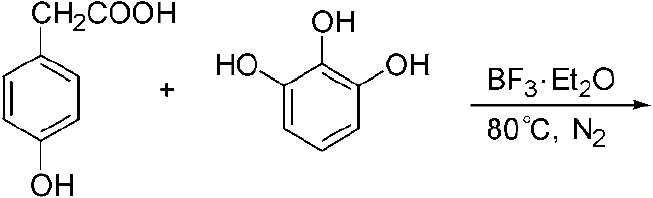 CH₂COOH
OH
+
HO
OH
OH
BF₃·Et₂O
80°C, N₂